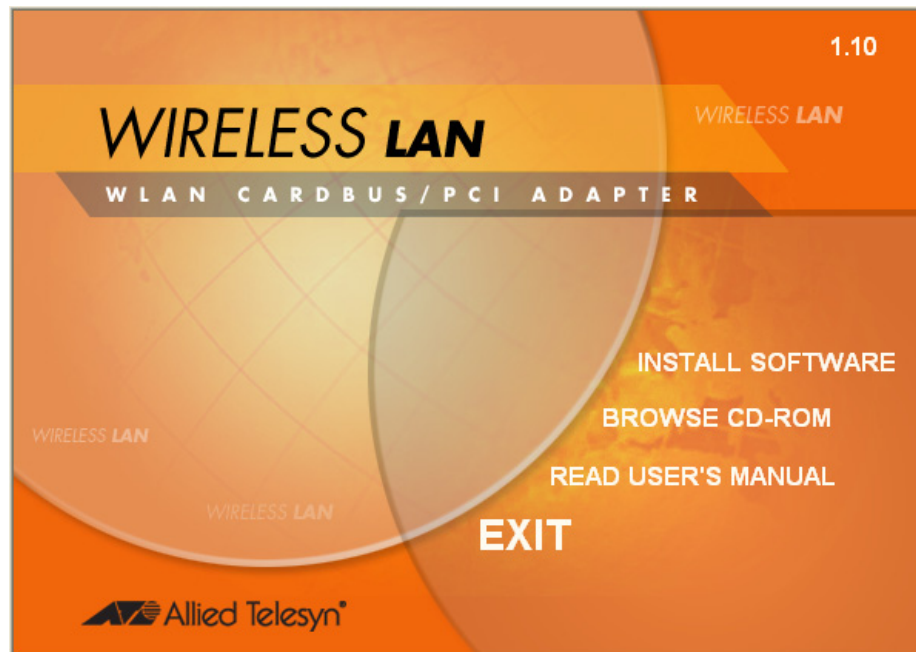 1.10
WIRELESS LAN
WIRELESS LAN
WLAN CARDBUS/PCI ADAPTER
INSTALL SOFTWARE
BROWSE CD-ROM
WIRELESS LAN
READ USER'S MANUAL
WIRELESS LAN
EXIT
Allied Telesyn®